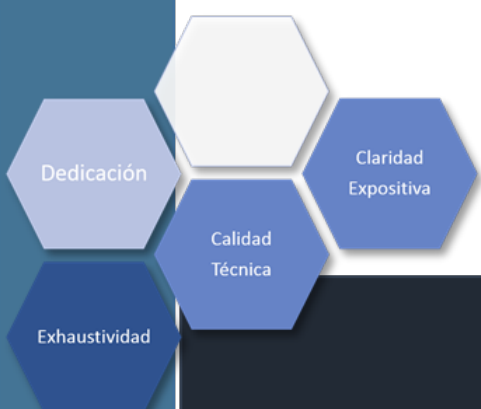 Dedicación
Claridad
Expositiva
Calidad
Técnica
Exhaustividad